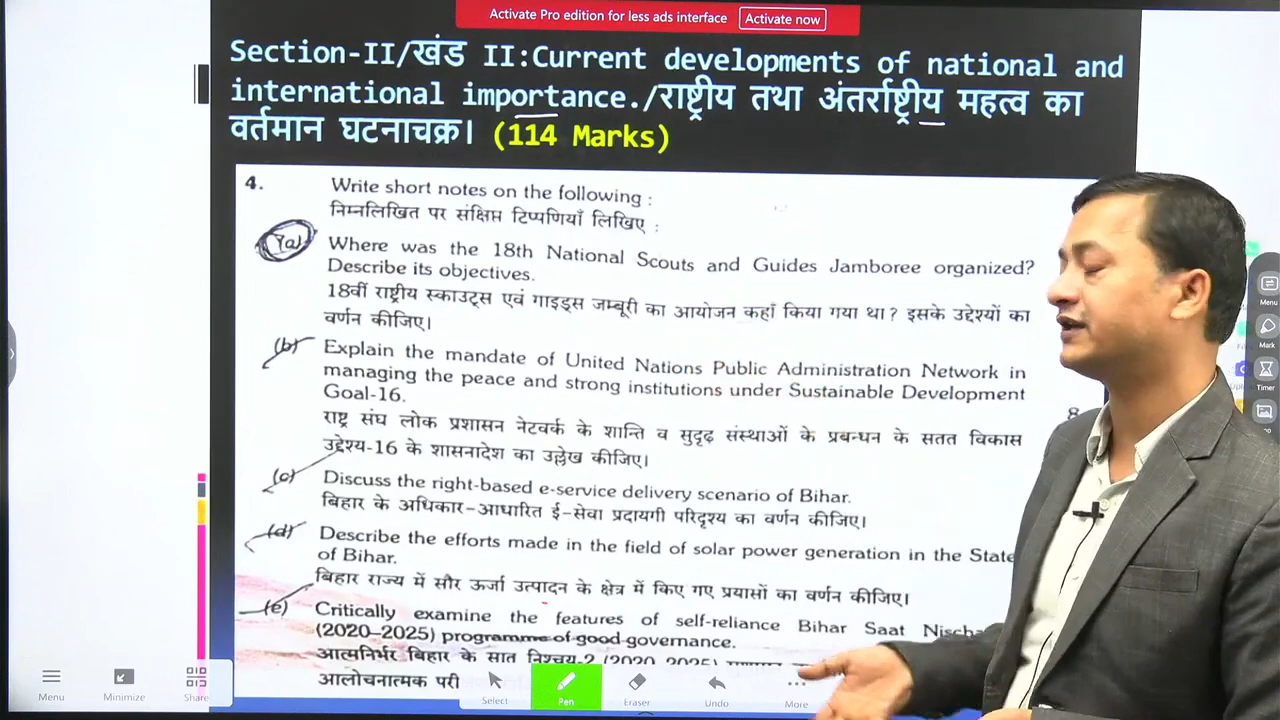 Activate Pro edition for less ads interface Activate now
Section-II/खंड II:Current developments of national and
international importance./राष्ट्रीय तथा अंतर्राष्ट्रीय महत्व का
वर्तमान घटनाचक्र। (114 Marks)
4. Write short notes on the following :
निम्नलिखित पर संक्षिप्त टिप्पणियाँ लिखिए :
(a) Where was the 18th National Scouts and Guides Jamboree organized?
Describe its objectives.
18वीं राष्ट्रीय स्काउट्स एवं गाइड्स जम्बूरी का आयोजन कहाँ किया गया था? इसके उद्देश्यों का
वर्णन कीजिए।
(b) Explain the mandate of United Nations Public Administration Network in
managing the peace and strong institutions under Sustainable Development
Goal-16.
8
राष्ट्र संघ लोक प्रशासन नेटवर्क के शान्ति व सुदृढ़ संस्थाओं के प्रबन्धन के सतत विकास
उद्देश्य-16 के शासनादेश का उल्लेख कीजिए।
(c) Discuss the right-based e-service delivery scenario of Bihar.
बिहार के अधिकार-आधारित ई-सेवा प्रदायगी परिदृश्य का वर्णन कीजिए।
(d) Describe the efforts made in the field of solar power generation in the State
of Bihar.
बिहार राज्य में सौर ऊर्जा उत्पादन के क्षेत्र में किए गए प्रयासों का वर्णन कीजिए।
(e) Critically examine the features of self-reliance Bihar Saat
(2020–2025) programme of good governance.
आत्मनिर्भर बिहार के सात निश्चय-2 (2020-2025)
आलोचनात्मक परी
Menu
Minimize
Share
Select
Pen
Eraser
Undo
More
Menu
Mark
Timer